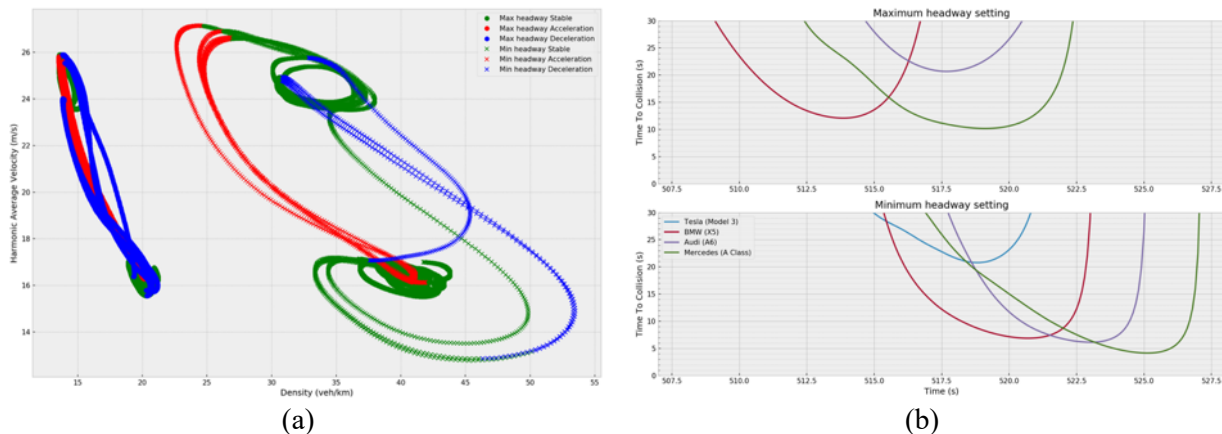 Max headway Stable
Max headway Acceleration
Max headway Deceleration
Min headway Stable
Min headway Acceleration
Min headway Deceleration
26
24
22
20
18
16
14
Harmonic Average Velocity (m/s)
15 20 25 30 35 40 45 50 55
Density (veh/km)
(a)
Maximum headway setting
30
25
20
15
10
5
0
Time To Collision (s)
507.5 510.0 512.5 515.0 517.5 520.0 522.5 525.0 527.5
Minimum headway setting
Tesla (Model 3)
BMW (X5)
Audi (A6)
Mercedes (A Class)
30
25
20
15
10
5
0
Time To Collision (s)
507.5 510.0 512.5 515.0 517.5 520.0 522.5 525.0 527.5
Time (s)
(b)